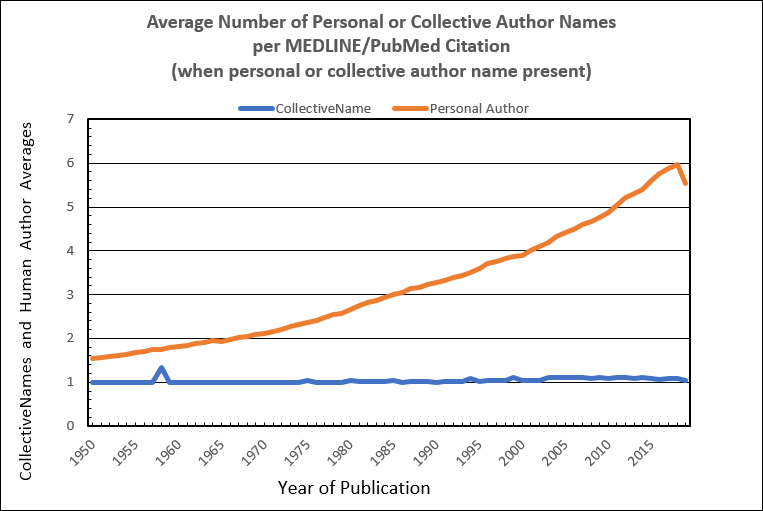 Average Number of Personal or Collective Author Names
per MEDLINE/PubMed Citation
(when personal or collective author name present)
CollectiveName Personal Author
CollectiveNames and Human Author Averages
7
6
5
4
3
2
1
0
1950 1955 1960 1965 1970 1975 1980 1985 1990 1995 2000 2005 2010 2015
Year of Publication